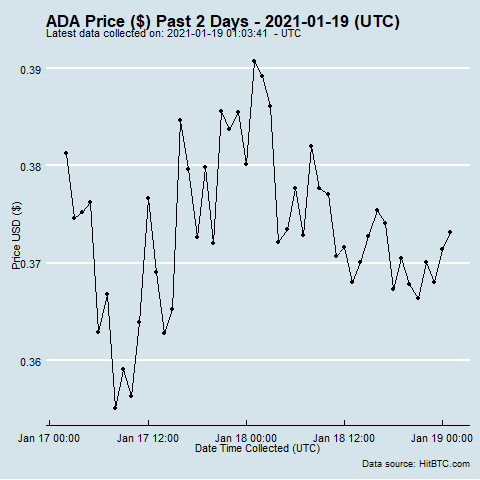 ADA Price ($) Past 2 Days - 2021-01-19 (UTC)
Latest data collected on: 2021-01-19 01:03:41 - UTC
0.39
0.38
0.37
0.36
Price USD ($)
Jan 17 00:00 Jan 17 12:00 Jan 18 00:00 Jan 18 12:00 Jan 19 00:00
Date Time Collected (UTC)
Data source: HitBTC.com